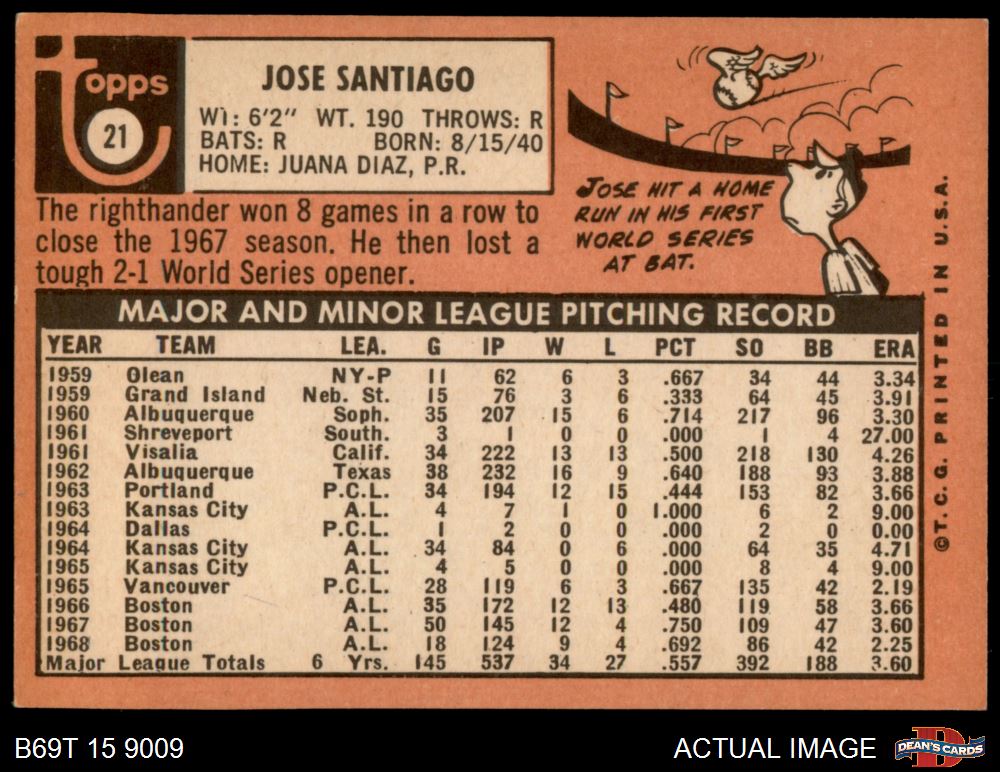 Topps
21
JOSE SANTIAGO
W1: 6'2" WT. 190 THROWS: R
BATS: R BORN: 8/15/40
HOME: JUANA DIAZ, P.R.
The righthander won 8 games in a row to
close the 1967 season. He then lost a
tough 2-1 World Series opener.
JOSE HIT A HOME
RUN IN HIS FIRST
WORLD SERIES
AT BAT.
MAJOR AND MINOR LEAGUE PITCHING RECORD
YEAR TEAM LEA. G IP W L PCT SO BB ERA
1959 Olean NY-P 11 62 6 3 .667 34 44 3.34
1959 Grand Island Neb. St. 15 76 3 6 .333 64 45 3.91
1960 Albuquerque Soph. 35 207 15 6 .714 217 96 3.30
1961 Shreveport South. 3 1 0 0 .000 1 4 27.00
1961 Visalia Calif. 34 222 13 13 .500 218 130 4.26
1962 Albuquerque Texas 38 232 16 9 .640 188 93 3.88
1963 Portland P.C.L. 34 194 12 15 .444 153 82 3.66
1963 Kansas City A.L. 4 7 1 0 1.000 6 2 9.00
1964 Dallas P.C.L. 1 2 0 0 .000 2 0 0.00
1964 Kansas City A.L. 34 84 0 6 .000 64 35 4.71
1965 Kansas City A.L. 4 5 0 0 .000 8 4 9.00
1965 Vancouver P.C.L. 28 119 6 3 .667 135 42 2.19
1966 Boston A.L. 35 172 12 13 .480 119 58 3.66
1967 Boston A.L. 50 145 12 4 .750 109 47 3.60
1968 Boston A.L. 18 124 9 4 .692 86 42 2.25
Major League Totals 6 Yrs. 145 537 34 27 .557 392 188 3.60
©T. C. G. PRINTED IN U.S.A.
B69T 15 9009
ACTUAL IMAGE
DEAN'S CARDS